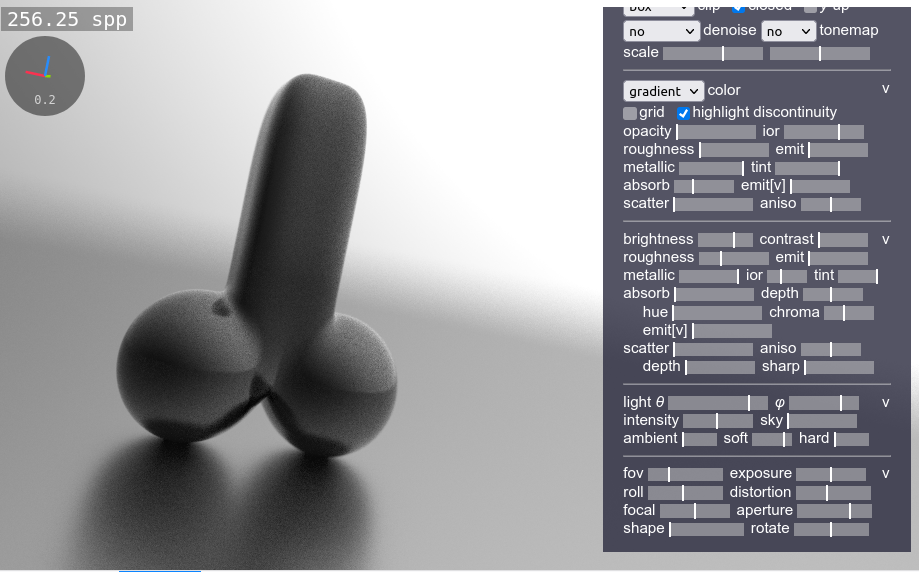 256.25 spp
0.2
Box clip closed y-up
no denoise no tonemap
scale
gradient color v
grid highlight discontinuity
opacity ior
roughness emit
metallic tint
absorb emit[v]
scatter aniso
brightness contrast v
roughness emit
metallic ior tint
absorb depth
hue chroma
emit[v]
scatter aniso
depth sharp
light θ φ v
intensity sky
ambient soft hard
fov exposure v
roll distortion
focal aperture
shape rotate